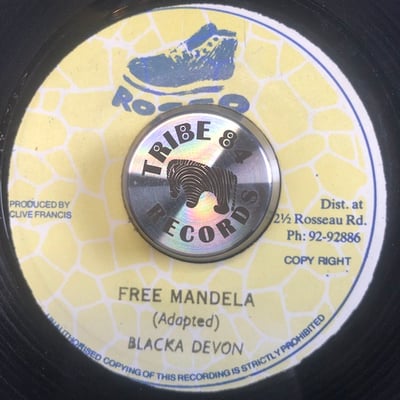 ROSSO
TRIBE 84
RECORDS
PRODUCED BY
CLIVE FRANCIS
Dist. at
2½ Rosseau Rd.
Ph: 92-92886
COPY RIGHT
FREE MANDELA
(Adapted)
BLACKA DEVON
UNAUTHORISED COPYING OF THIS RECORDING IS STRICTLY PROHIBITED